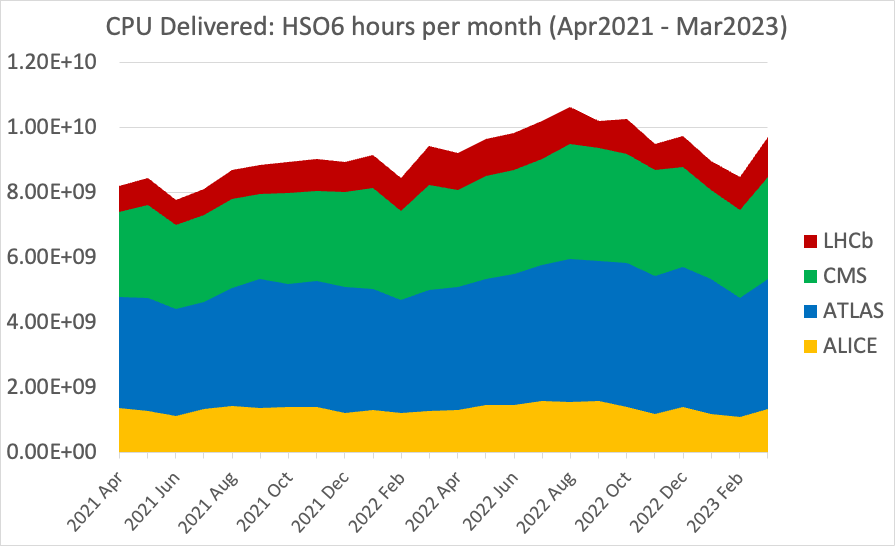 CPU Delivered: HSO6 hours per month (Apr2021 - Mar2023)
1.20E+10
1.00E+10
8.00E+09
6.00E+09
4.00E+09
2.00E+09
0.00E+00
LHCb
CMS
ATLAS
ALICE
2021 Apr
2021 Jun
2021 Aug
2021 Oct
2021 Dec
2022 Feb
2022 Apr
2022 Jun
2022 Aug
2022 Oct
2022 Dec
2023 Feb